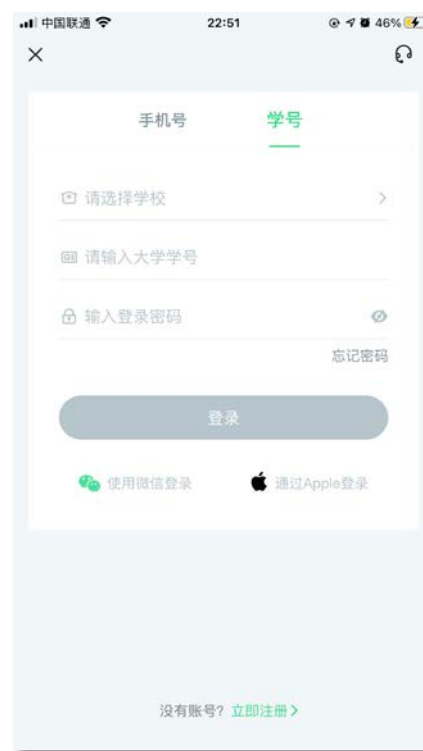 中国联通 22:51 46%
手机号 学号
请选择学校
请输入大学学号
输入登录密码
忘记密码
登录
使用微信登录 通过Apple登录
没有账号? 立即注册